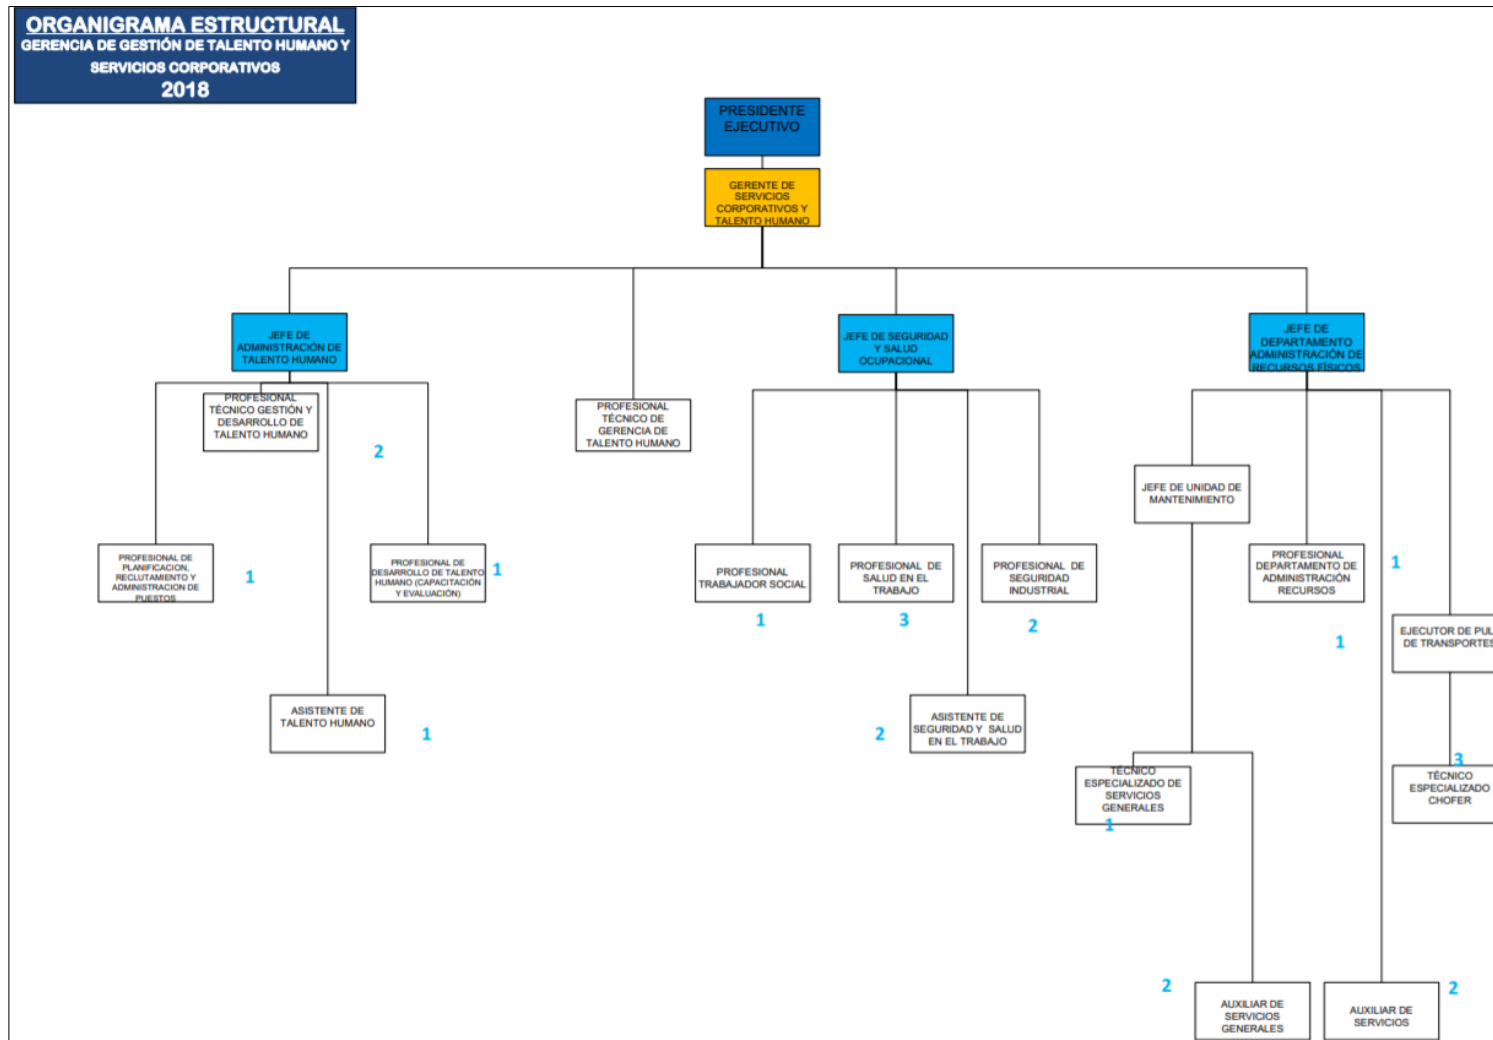 ORGANIGRAMA ESTRUCTURAL
GERENCIA DE GESTIÓN DE TALENTO HUMANO Y
SERVICIOS CORPORATIVOS
2018
PRESIDENTE
EJECUTIVO
GERENTE DE
SERVICIOS
CORPORATIVOS Y
TALENTO HUMANO
JEFE DE
ADMINISTRACIÓN DE
TALENTO HUMANO
JEFE DE SEGURIDAD
Y SALUD
OCUPACIONAL
JEFE DE
DEPARTAMENTO
ADMINISTRACIÓN DE
RECURSOS FÍSICOS
PROFESIONAL
TÉCNICO GESTIÓN Y
DESARROLLO DE
TALENTO HUMANO
2
PROFESIONAL
TÉCNICO DE
GERENCIA DE
TALENTO HUMANO
JEFE DE UNIDAD DE
MANTENIMIENTO
PROFESIONAL DE
PLANIFICACION,
RECLUTAMIENTO Y
ADMINISTRACION DE
PUESTOS
1
PROFESIONAL DE
DESARROLLO DE TALENTO
HUMANO (CAPACITACIÓN
Y EVALUACIÓN)
1
PROFESIONAL
TRABAJADOR SOCIAL
1
PROFESIONAL DE
SALUD EN EL
TRABAJO
3
PROFESIONAL DE
SEGURIDAD
INDUSTRIAL
2
PROFESIONAL
DEPARTAMENTO DE
ADMINISTRACIÓN
RECURSOS
1
1
EJECUTOR DE PUL
DE TRANSPORTES
ASISTENTE DE
TALENTO HUMANO
1
2
ASISTENTE DE
SEGURIDAD Y SALUD
EN EL TRABAJO
TÉCNICO
ESPECIALIZADO DE
SERVICIOS
GENERALES
1
3
TÉCNICO
ESPECIALIZADO
CHOFER
2
AUXILIAR DE
SERVICIOS
GENERALES
AUXILIAR DE
SERVICIOS
2